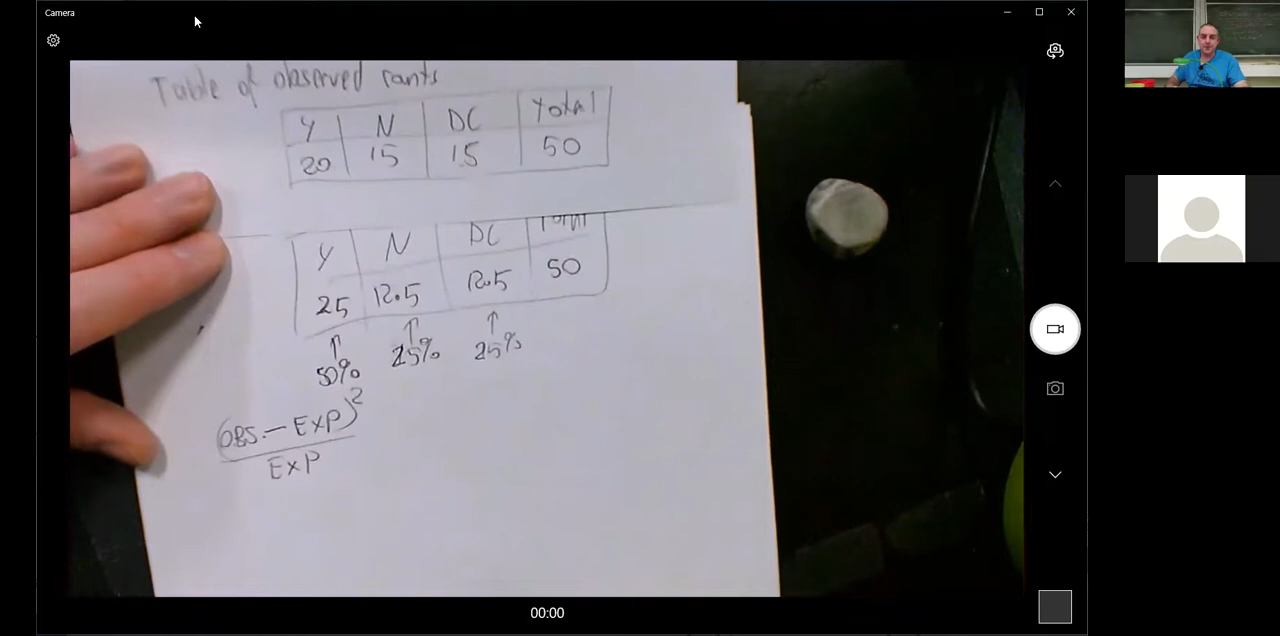 Camera
Table of observed counts
Y N DC Total
20 15 15 50
Y N DC Total
25 12.5 12.5 50
↑ ↑ ↑
50% 25% 25%
(OBS. - EXP)²
EXP
00:00